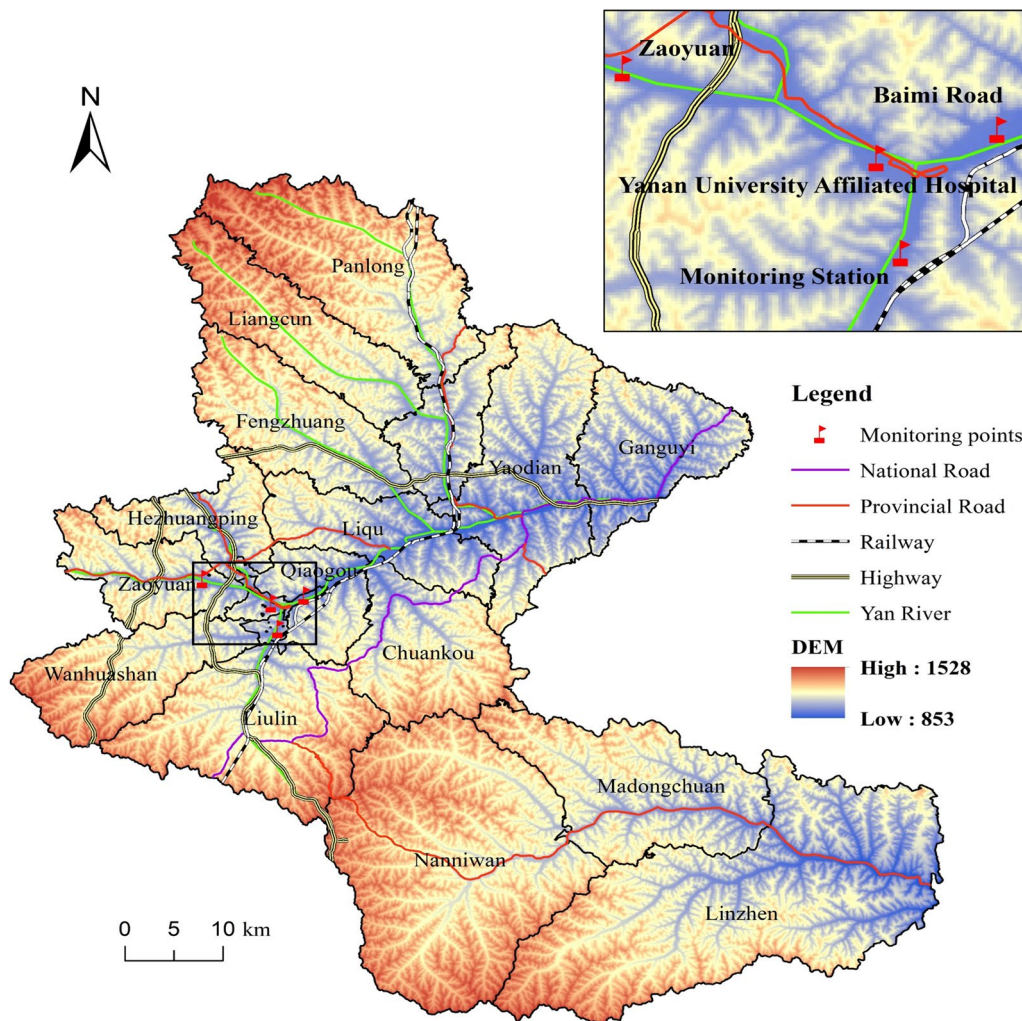 Zaoyuan
Baimi Road
Yanan University Affiliated Hospital
Monitoring Station
N
Panlong
Liangcun
Fengzhuang
Yaodian
Ganguyi
Hezhuangping
Liqu
Zaoyuan
Qiaogou
Wanhuashan
Chuankou
Liulin
Madongchuan
Nanniwan
Linzhen
Legend
Monitoring points
National Road
Provincial Road
Railway
Highway
Yan River
DEM
High : 1528
Low : 853
0 5 10 km